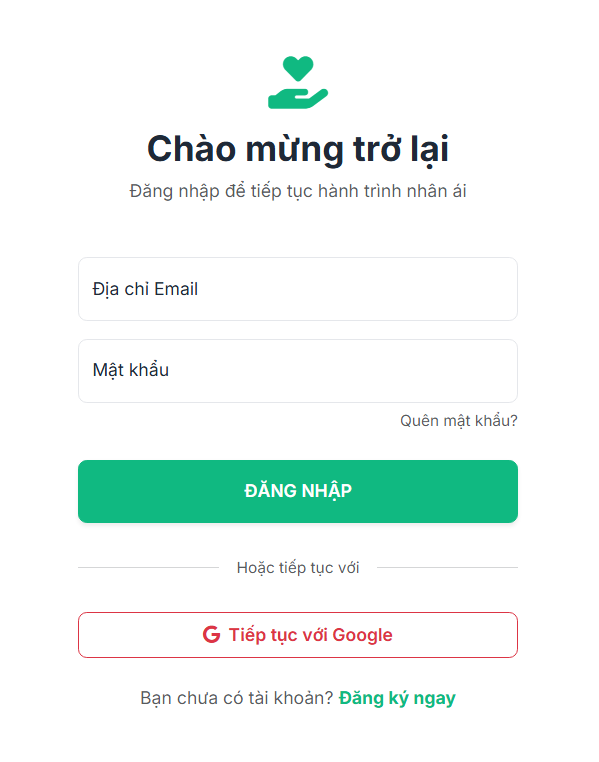 Chào mừng trở lại
Đăng nhập để tiếp tục hành trình nhân ái
Địa chỉ Email
Mật khẩu
Quên mật khẩu?
ĐĂNG NHẬP
Hoặc tiếp tục với
Tiếp tục với Google
Bạn chưa có tài khoản? Đăng ký ngay